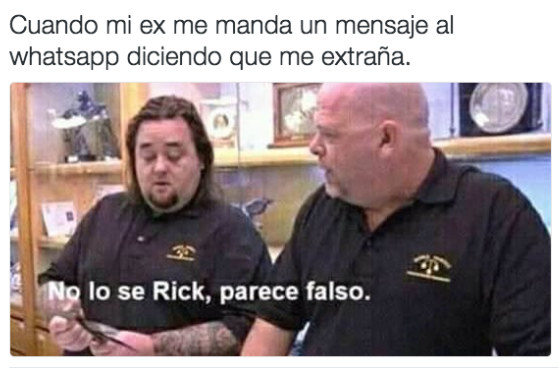 Cuando mi ex me manda un mensaje al
whatsapp diciendo que me extraña.
No lo se Rick, parece falso.